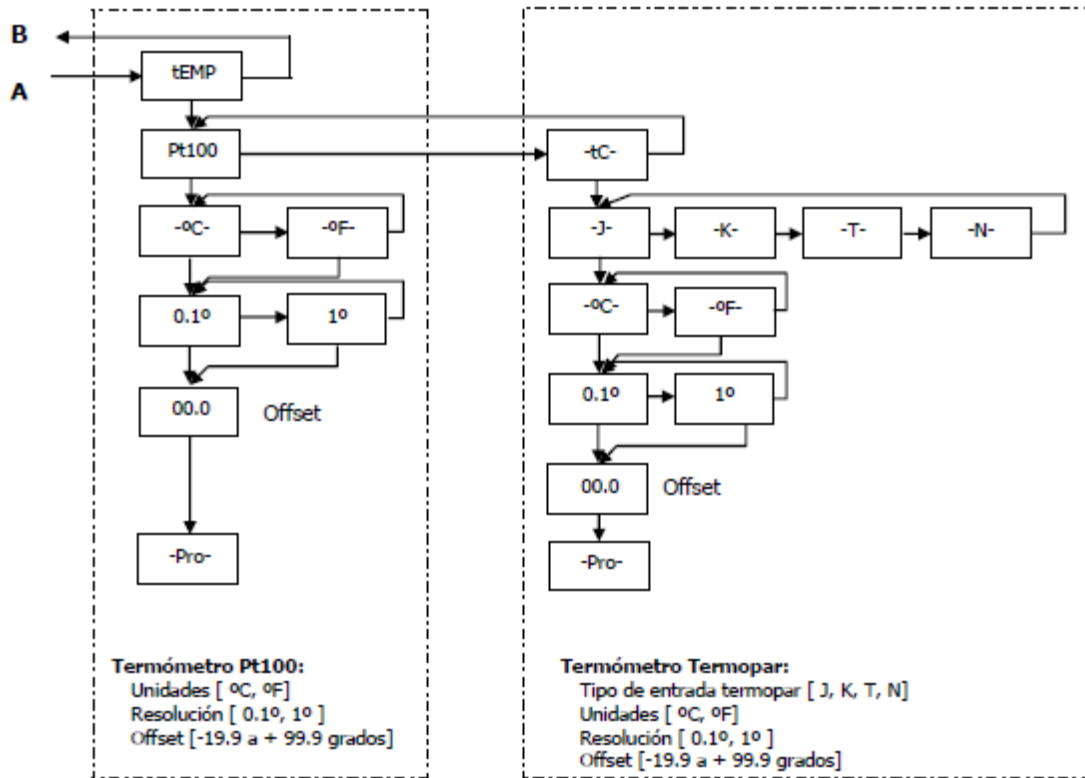 B
A
tEMP
Pt100
-tC-
-ºC-
-ºF-
-J-
-K-
-T-
-N-
0.1º
1º
-ºC-
-ºF-
00.0
Offset
0.1º
1º
00.0
Offset
-Pro-
-Pro-
Termómetro Pt100:
Unidades [ ºC, ºF]
Resolución [ 0.1º, 1º ]
Offset [-19.9 a + 99.9 grados]
Termómetro Termopar:
Tipo de entrada termopar [ J, K, T, N]
Unidades [ ºC, ºF]
Resolución [ 0.1º, 1º ]
Offset [-19.9 a + 99.9 grados]